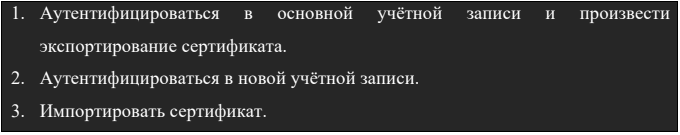 1. Аутентифицироваться в основной учётной записи и произвести
экспортирование сертификата.
2. Аутентифицироваться в новой учётной записи.
3. Импортировать сертификат.